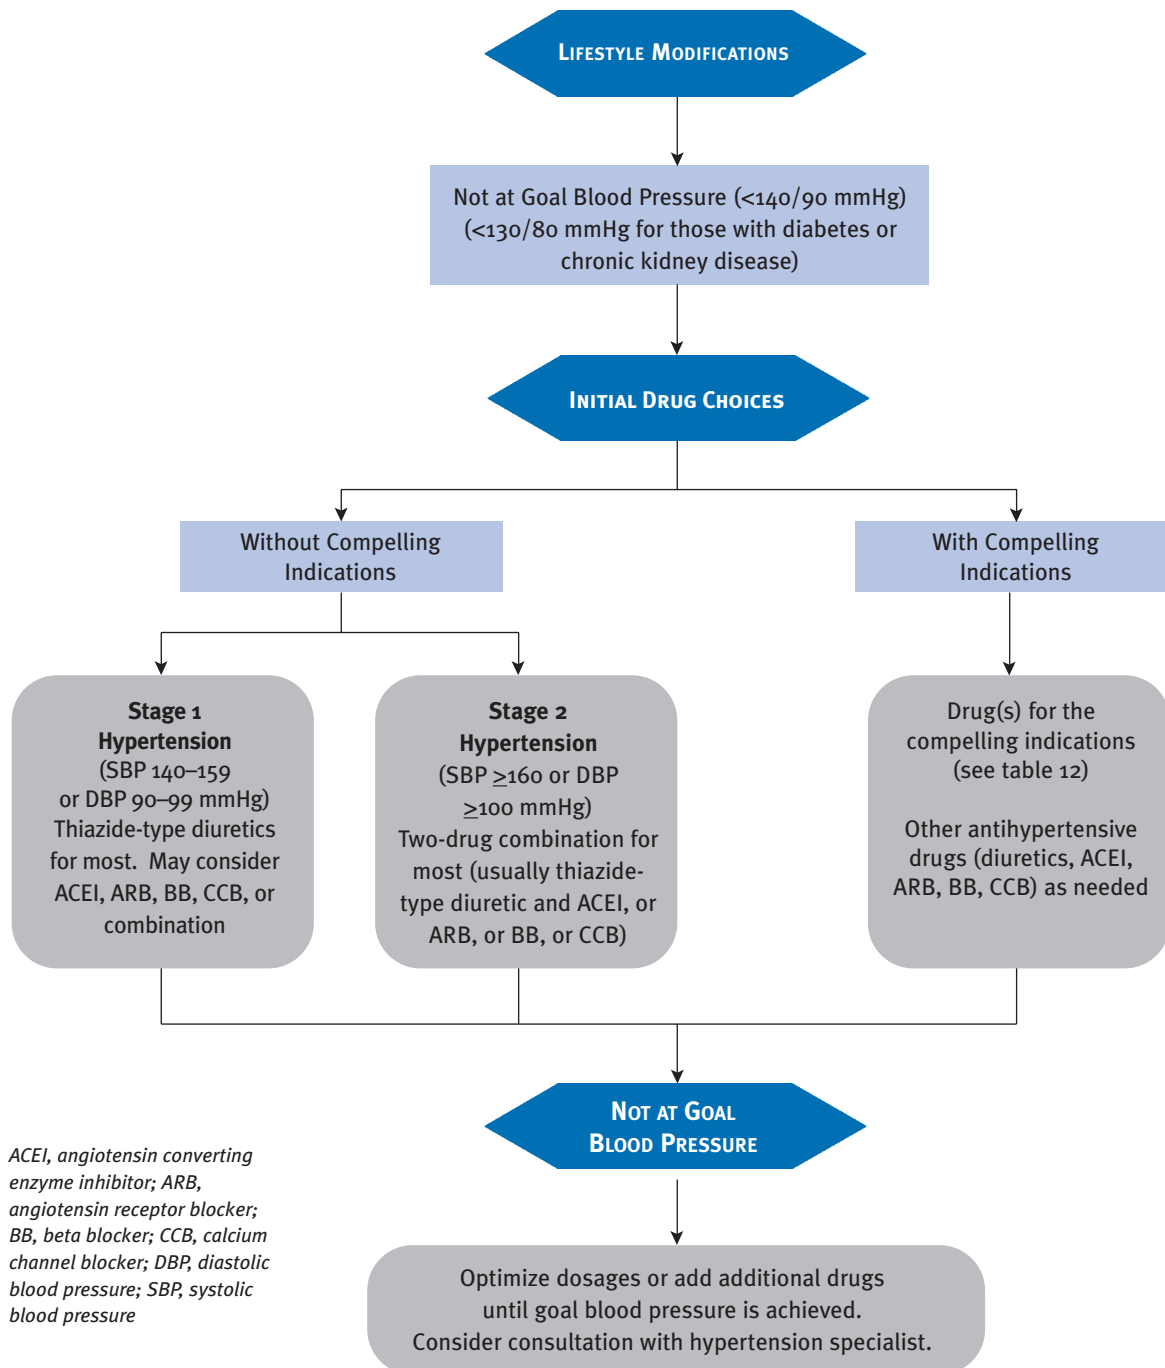 LIFESTYLE MODIFICATIONS
Not at Goal Blood Pressure (<140/90 mmHg)
(<130/80 mmHg for those with diabetes or
chronic kidney disease)
INITIAL DRUG CHOICES
Without Compelling
Indications
With Compelling
Indications
Stage 1
Hypertension
(SBP 140–159
or DBP 90–99 mmHg)
Thiazide-type diuretics
for most. May consider
ACEI, ARB, BB, CCB, or
combination
Stage 2
Hypertension
(SBP ≥160 or DBP
≥100 mmHg)
Two-drug combination for
most (usually thiazide-
type diuretic and ACEI, or
ARB, or BB, or CCB)
Drug(s) for the
compelling indications
(see table 12)
Other antihypertensive
drugs (diuretics, ACEI,
ARB, BB, CCB) as needed
NOT AT GOAL
BLOOD PRESSURE
Optimize dosages or add additional drugs
until goal blood pressure is achieved.
Consider consultation with hypertension specialist.
ACEI, angiotensin converting
enzyme inhibitor; ARB,
angiotensin receptor blocker;
BB, beta blocker; CCB, calcium
channel blocker; DBP, diastolic
blood pressure; SBP, systolic
blood pressure